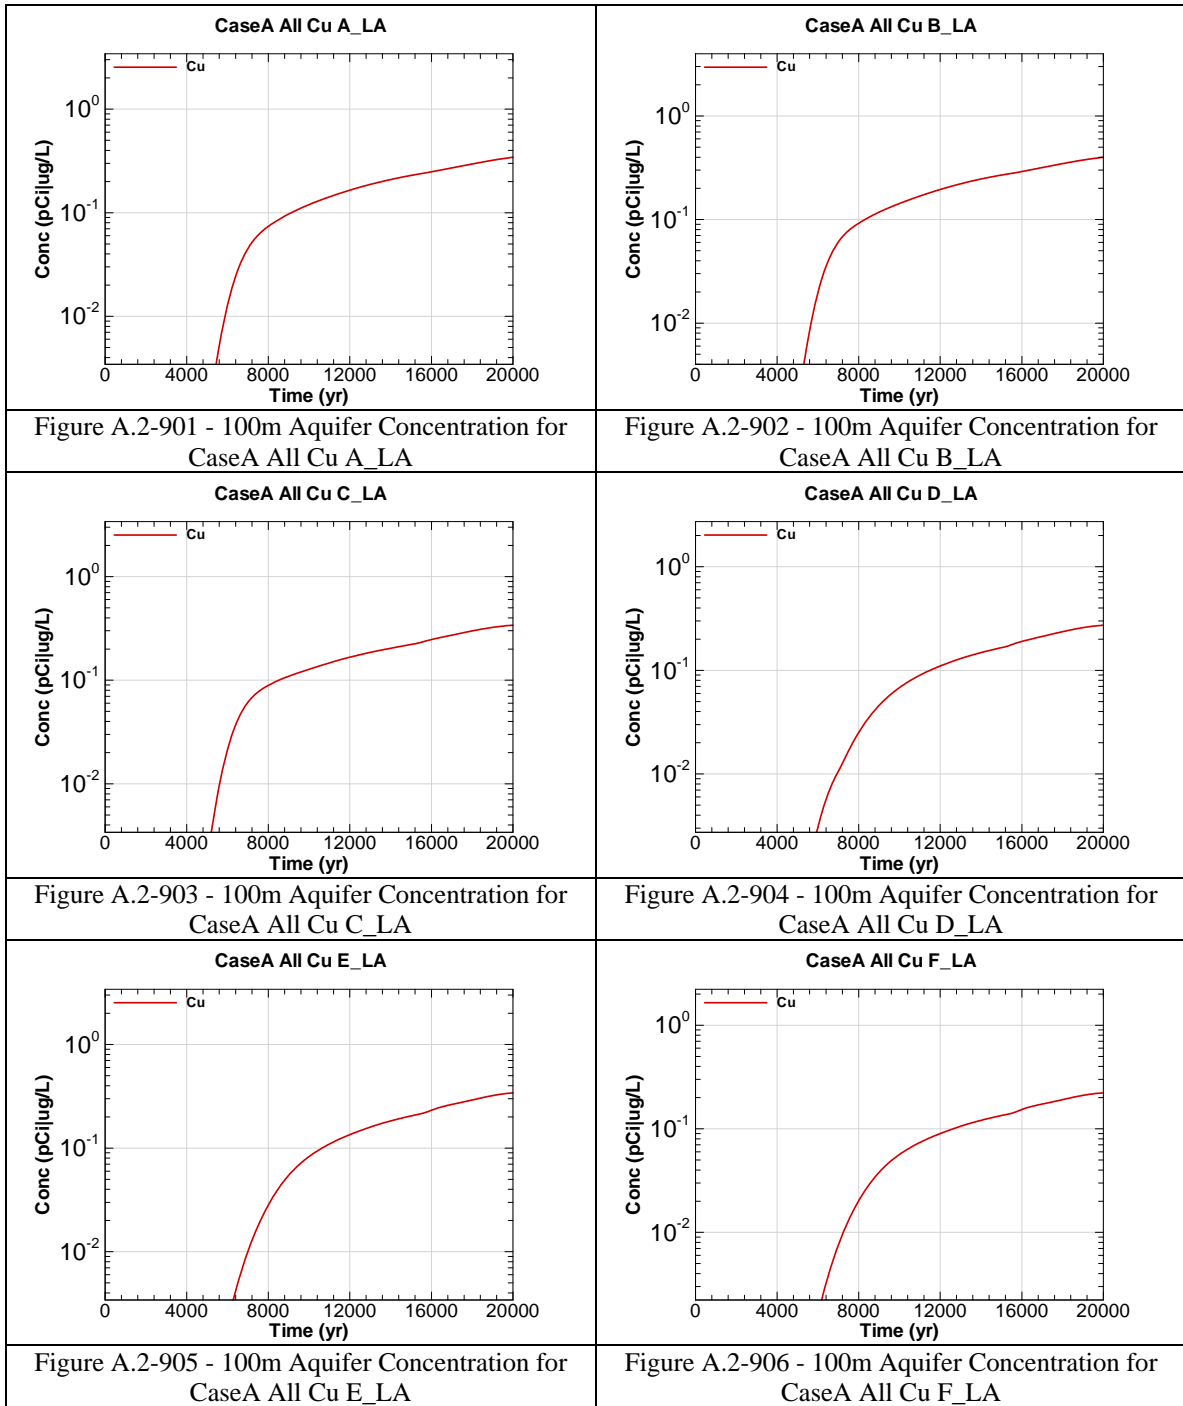 CaseA All Cu A_LA
Cu
10^0
10^-1
10^-2
Conc (pCi|ug/L)
0 4000 8000 12000 16000 20000
Time (yr)
Figure A.2-901 - 100m Aquifer Concentration for
CaseA All Cu A_LA
CaseA All Cu B_LA
Cu
10^0
10^-1
10^-2
Conc (pCi|ug/L)
0 4000 8000 12000 16000 20000
Time (yr)
Figure A.2-902 - 100m Aquifer Concentration for
CaseA All Cu B_LA
CaseA All Cu C_LA
Cu
10^0
10^-1
10^-2
Conc (pCi|ug/L)
0 4000 8000 12000 16000 20000
Time (yr)
Figure A.2-903 - 100m Aquifer Concentration for
CaseA All Cu C_LA
CaseA All Cu D_LA
Cu
10^0
10^-1
10^-2
Conc (pCi|ug/L)
0 4000 8000 12000 16000 20000
Time (yr)
Figure A.2-904 - 100m Aquifer Concentration for
CaseA All Cu D_LA
CaseA All Cu E_LA
Cu
10^0
10^-1
10^-2
Conc (pCi|ug/L)
0 4000 8000 12000 16000 20000
Time (yr)
Figure A.2-905 - 100m Aquifer Concentration for
CaseA All Cu E_LA
CaseA All Cu F_LA
Cu
10^0
10^-1
10^-2
Conc (pCi|ug/L)
0 4000 8000 12000 16000 20000
Time (yr)
Figure A.2-906 - 100m Aquifer Concentration for
CaseA All Cu F_LA